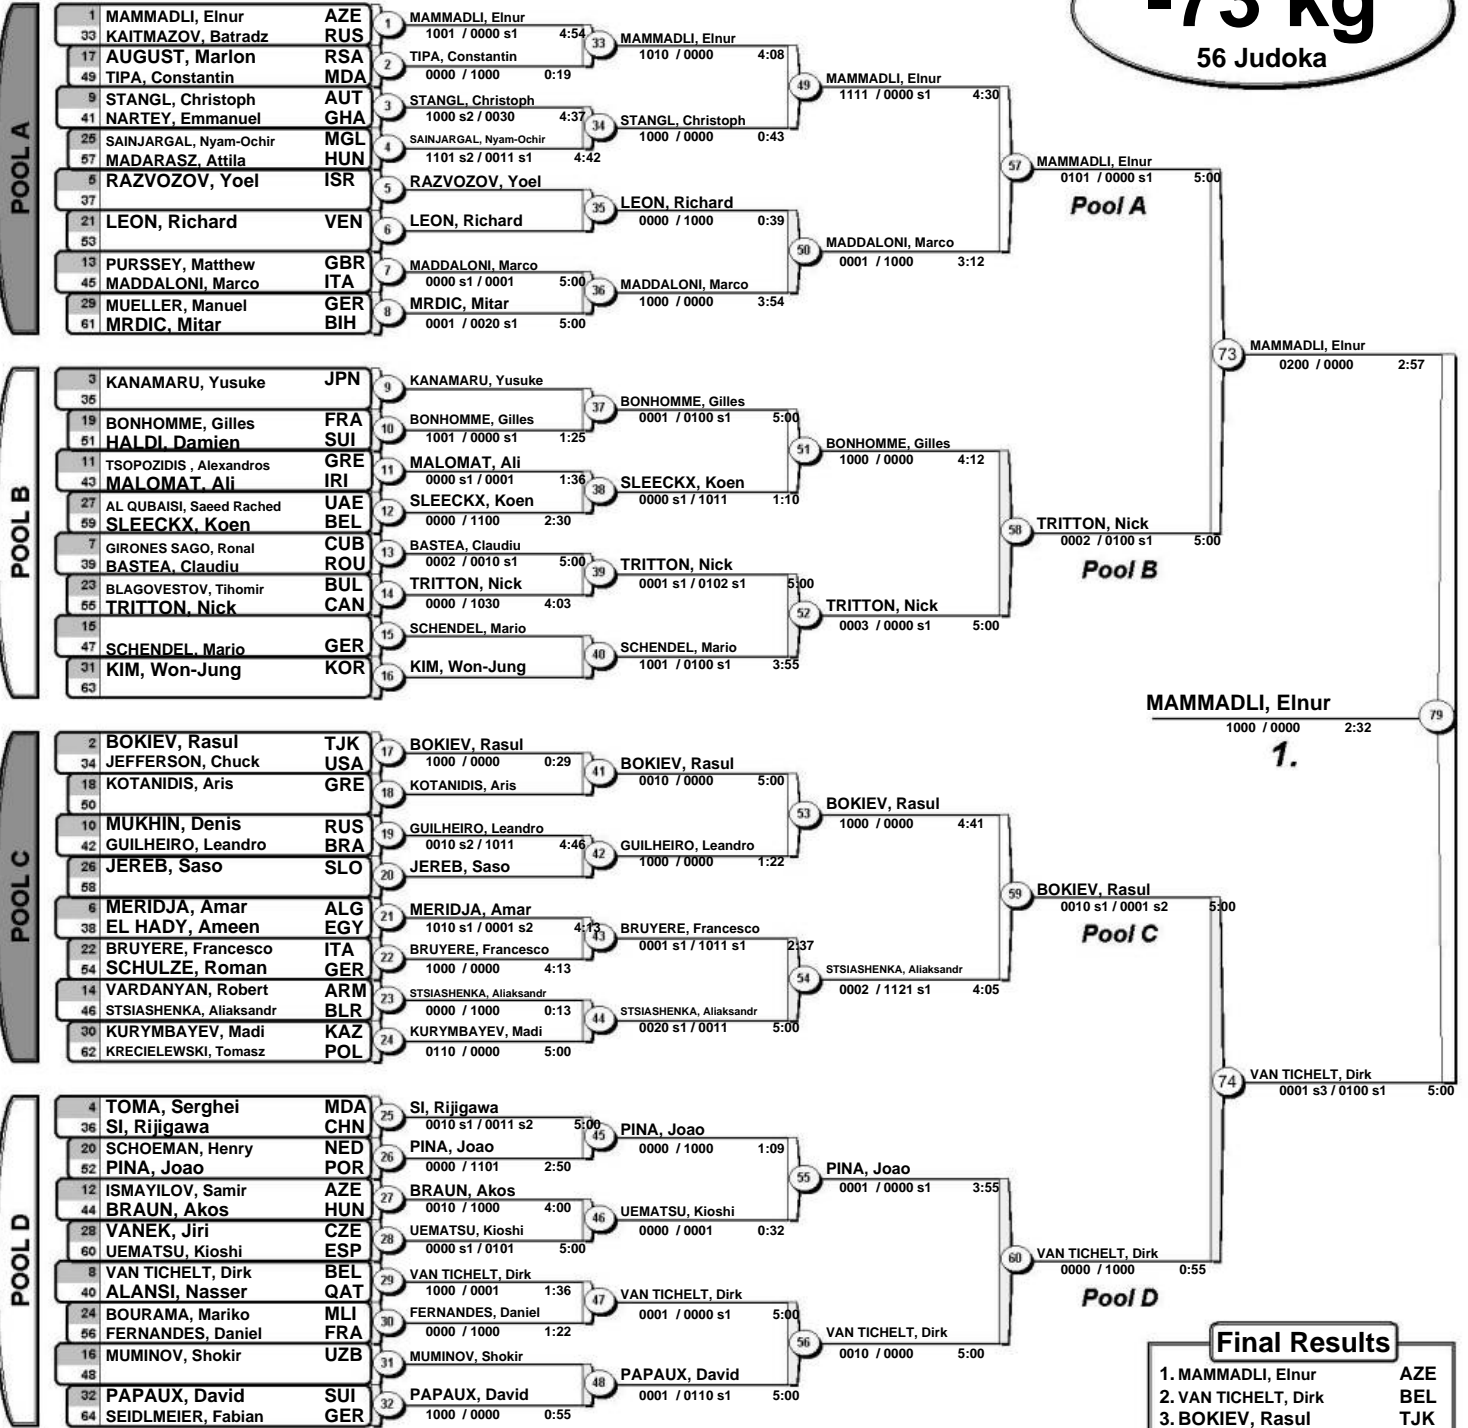 -73 kg
56 Judoka
POOL A
1 MAMMADLI, Elnur AZE
33 KAITMAZOV, Batradz RUS
17 AUGUST, Marlon RSA
49 TIPA, Constantin MDA
9 STANGL, Christoph AUT
41 NARTEY, Emmanuel GHA
25 SAINJARGAL, Nyam-Ochir MGL
57 MADARASZ, Attila HUN
5 RAZVOZOV, Yoel ISR
37
21 LEON, Richard VEN
53
13 PURSSEY, Matthew GBR
45 MADDALONI, Marco ITA
29 MUELLER, Manuel GER
61 MRDIC, Mitar BIH
1 MAMMADLI, Elnur
1001 / 0000 s1 4:54
2 TIPA, Constantin
0000 / 1000 0:19
3 STANGL, Christoph
1000 s2 / 0030 4:37
4 SAINJARGAL, Nyam-Ochir
1101 s2 / 0011 s1 4:42
5 RAZVOZOV, Yoel
6 LEON, Richard
7 MADDALONI, Marco
0000 s1 / 0001 5:00
8 MRDIC, Mitar
0001 / 0020 s1 5:00
33 MAMMADLI, Elnur
1010 / 0000 4:08
34 STANGL, Christoph
1000 / 0000 0:43
35 LEON, Richard
0000 / 1000 0:39
36 MADDALONI, Marco
1000 / 0000 3:54
49 MAMMADLI, Elnur
1111 / 0000 s1 4:30
50 MADDALONI, Marco
0001 / 1000 3:12
57 MAMMADLI, Elnur
0101 / 0000 s1 5:00
Pool A
POOL B
3 KANAMARU, Yusuke JPN
35
19 BONHOMME, Gilles FRA
51 HALDI, Damien SUI
11 TSOPOZIDIS , Alexandros GRE
43 MALOMAT, Ali IRI
27 AL QUBAISI, Saeed Rached UAE
59 SLEECKX, Koen BEL
7 GIRONES SAGO, Ronal CUB
39 BASTEA, Claudiu ROU
23 BLAGOVESTOV, Tihomir BUL
55 TRITTON, Nick CAN
15
47 SCHENDEL, Mario GER
31 KIM, Won-Jung KOR
63
9 KANAMARU, Yusuke
10 BONHOMME, Gilles
1001 / 0000 s1 1:25
11 MALOMAT, Ali
0000 s1 / 0001 1:36
12 SLEECKX, Koen
0000 / 1100 2:30
13 BASTEA, Claudiu
0002 / 0010 s1 5:00
14 TRITTON, Nick
0000 / 1030 4:03
15 SCHENDEL, Mario
16 KIM, Won-Jung
37 BONHOMME, Gilles
0001 / 0100 s1 5:00
38 SLEECKX, Koen
0000 s1 / 1011 1:10
39 TRITTON, Nick
0001 s1 / 0102 s1 5:00
40 SCHENDEL, Mario
1001 / 0100 s1 3:55
51 BONHOMME, Gilles
1000 / 0000 4:12
52 TRITTON, Nick
0003 / 0000 s1 5:00
58 TRITTON, Nick
0002 / 0100 s1 5:00
Pool B
73 MAMMADLI, Elnur
0200 / 0000 2:57
MAMMADLI, Elnur 79
1000 / 0000 2:32
1.
POOL C
2 BOKIEV, Rasul TJK
34 JEFFERSON, Chuck USA
18 KOTANIDIS, Aris GRE
50
10 MUKHIN, Denis RUS
42 GUILHEIRO, Leandro BRA
26 JEREB, Saso SLO
58
6 MERIDJA, Amar ALG
38 EL HADY, Ameen EGY
22 BRUYERE, Francesco ITA
54 SCHULZE, Roman GER
14 VARDANYAN, Robert ARM
46 STSIASHENKA, Aliaksandr BLR
30 KURYMBAYEV, Madi KAZ
62 KRECIELEWSKI, Tomasz POL
17 BOKIEV, Rasul
1000 / 0000 0:29
18 KOTANIDIS, Aris
19 GUILHEIRO, Leandro
0010 s2 / 1011 4:46
20 JEREB, Saso
21 MERIDJA, Amar
1010 s1 / 0001 s2 4:13
22 BRUYERE, Francesco
1000 / 0000 4:13
23 STSIASHENKA, Aliaksandr
0000 / 1000 0:13
24 KURYMBAYEV, Madi
0110 / 0000 5:00
41 BOKIEV, Rasul
0010 / 0000 5:00
42 GUILHEIRO, Leandro
1000 / 0000 1:22
43 BRUYERE, Francesco
0001 s1 / 1011 s1 2:37
44 STSIASHENKA, Aliaksandr
0020 s1 / 0011 5:00
53 BOKIEV, Rasul
1000 / 0000 4:41
54 STSIASHENKA, Aliaksandr
0002 / 1121 s1 4:05
59 BOKIEV, Rasul
0010 s1 / 0001 s2 5:00
Pool C
POOL D
4 TOMA, Serghei MDA
36 SI, Rijigawa CHN
20 SCHOEMAN, Henry NED
52 PINA, Joao POR
12 ISMAYILOV, Samir AZE
44 BRAUN, Akos HUN
28 VANEK, Jiri CZE
60 UEMATSU, Kioshi ESP
8 VAN TICHELT, Dirk BEL
40 ALANSI, Nasser QAT
24 BOURAMA, Mariko MLI
56 FERNANDES, Daniel FRA
16 MUMINOV, Shokir UZB
48
32 PAPAUX, David SUI
64 SEIDLMEIER, Fabian GER
25 SI, Rijigawa
0010 s1 / 0011 s2 5:00
26 PINA, Joao
0000 / 1101 2:50
27 BRAUN, Akos
0010 / 1000 4:00
28 UEMATSU, Kioshi
0000 s1 / 0101 5:00
29 VAN TICHELT, Dirk
1000 / 0001 1:36
30 FERNANDES, Daniel
0000 / 1000 1:22
31 MUMINOV, Shokir
32 PAPAUX, David
1000 / 0000 0:55
45 PINA, Joao
0000 / 1000 1:09
46 UEMATSU, Kioshi
0000 / 0001 0:32
47 VAN TICHELT, Dirk
0001 / 0000 s1 5:00
48 PAPAUX, David
0001 / 0110 s1 5:00
55 PINA, Joao
0001 / 0000 s1 3:55
56 VAN TICHELT, Dirk
0010 / 0000 5:00
60 VAN TICHELT, Dirk
0000 / 1000 0:55
Pool D
74 VAN TICHELT, Dirk
0001 s3 / 0100 s1 5:00
Final Results
1. MAMMADLI, Elnur AZE
2. VAN TICHELT, Dirk BEL
3. BOKIEV, Rasul TJK